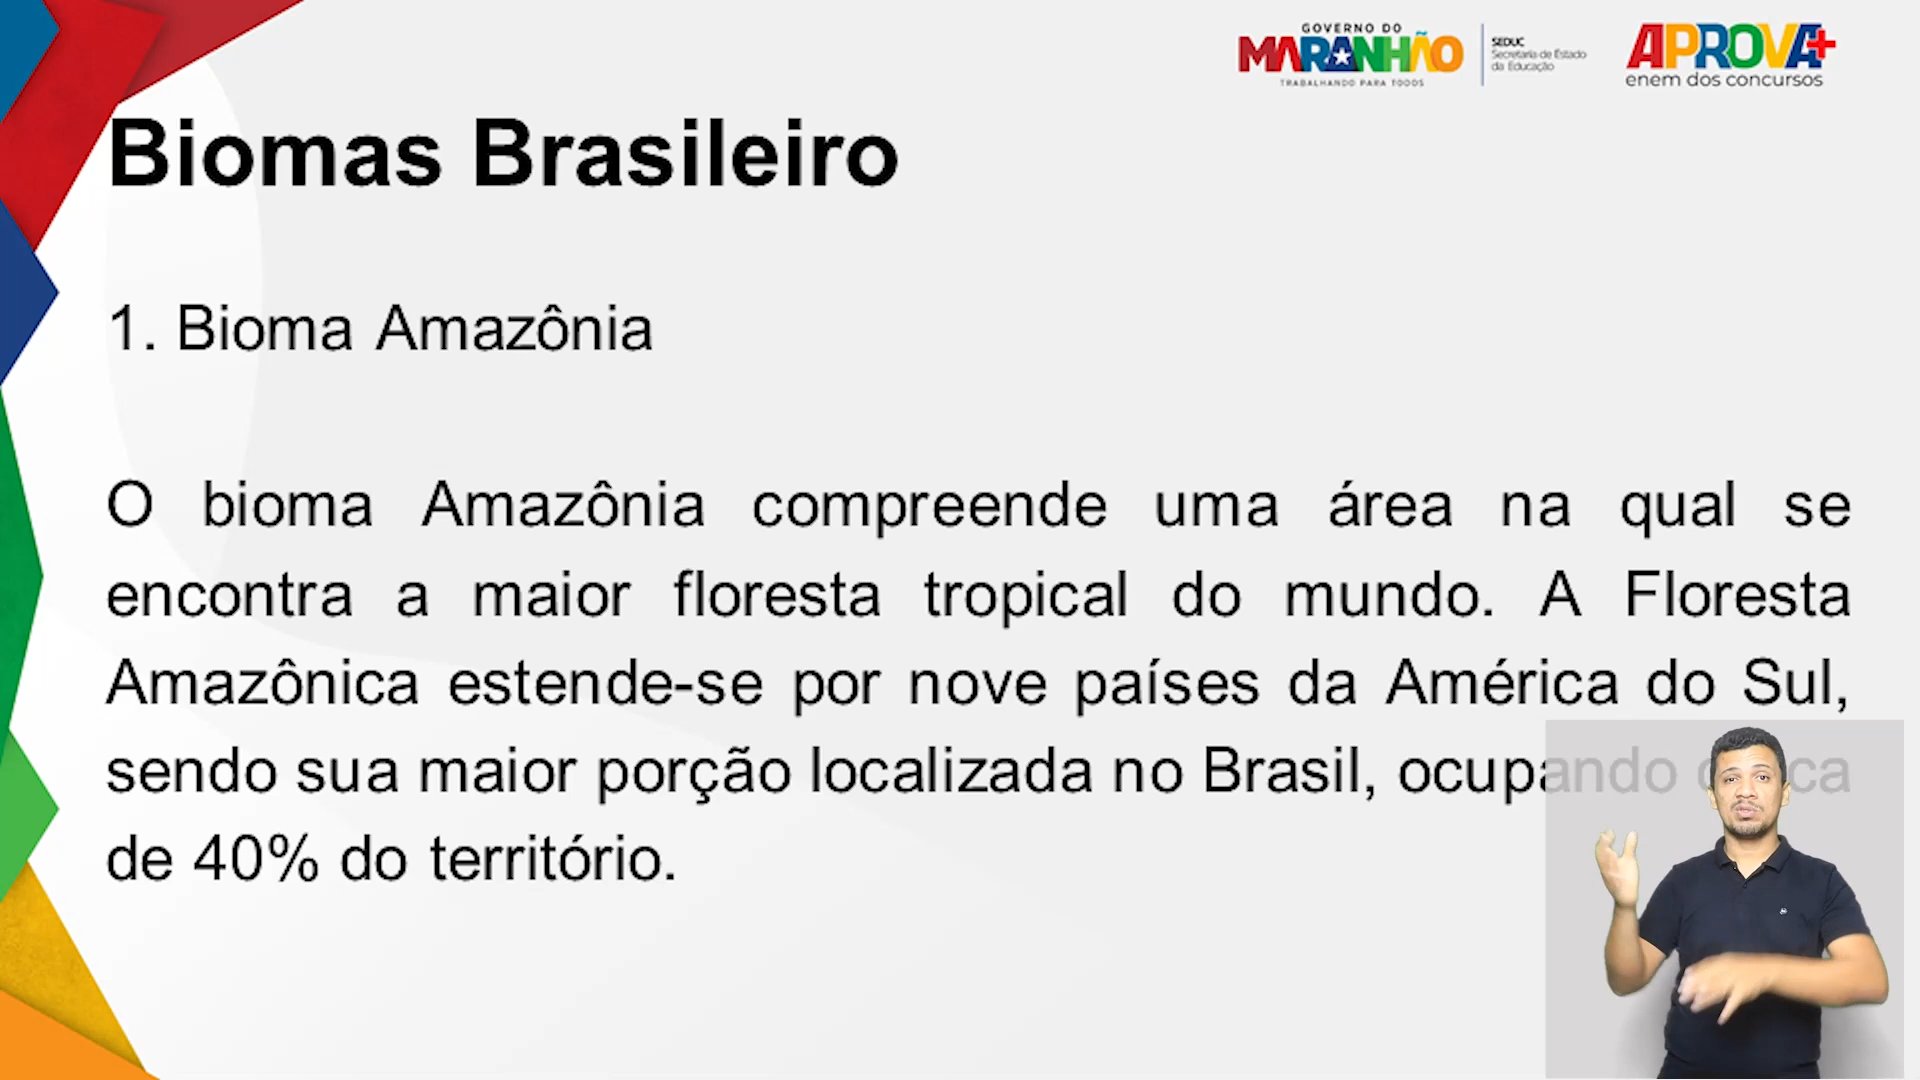 GOVERNO DO
MARANHÃO
TRABALHANDO PARA TODOS
SEDUC
Secretaria de Estado
da Educação
APROVA+
enem dos concursos
Biomas Brasileiro
1. Bioma Amazônia
O bioma Amazônia compreende uma área na qual se
encontra a maior floresta tropical do mundo. A Floresta
Amazônica estende-se por nove países da América do Sul,
sendo sua maior porção localizada no Brasil, ocupando
de 40% do território.